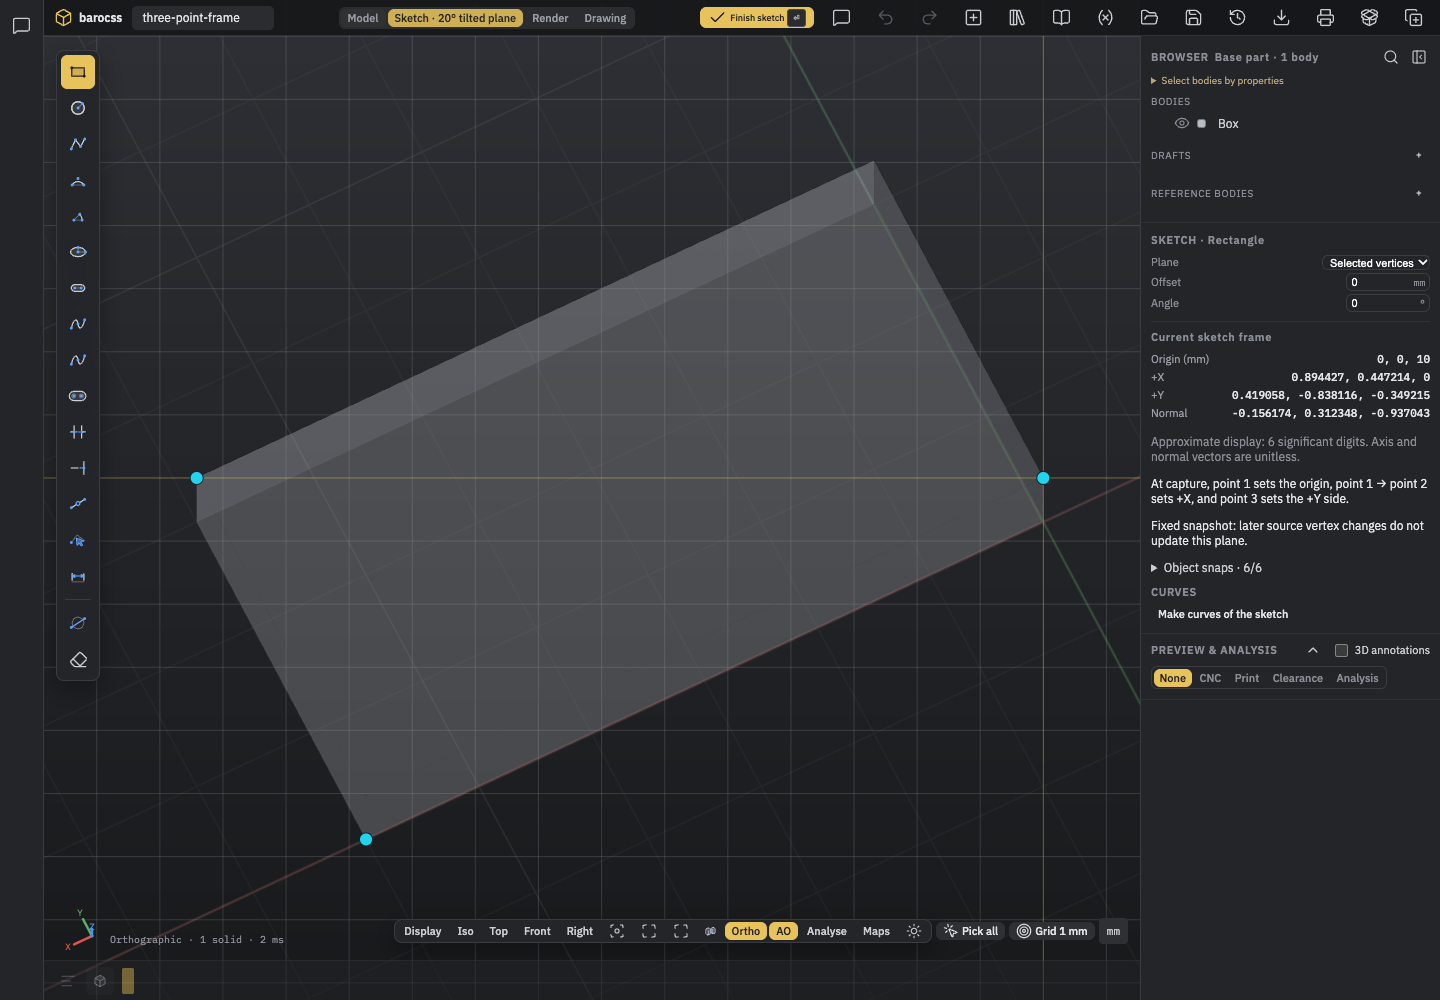 barocss
three-point-frame
Model
Sketch · 20° tilted plane
Render
Drawing
Finish sketch
BROWSER Base part · 1 body
Select bodies by properties
BODIES
Box
DRAFTS
+
REFERENCE BODIES
+
SKETCH · Rectangle
Plane
Selected vertices
Offset
0 mm
Angle
0 °
Current sketch frame
Origin (mm) 0, 0, 10
+X 0.894427, 0.447214, 0
+Y 0.419058, -0.838116, -0.349215
Normal -0.156174, 0.312348, -0.937043
Approximate display: 6 significant digits. Axis and
normal vectors are unitless.
At capture, point 1 sets the origin, point 1 → point 2
sets +X, and point 3 sets the +Y side.
Fixed snapshot: later source vertex changes do not
update this plane.
Object snaps · 6/6
CURVES
Make curves of the sketch
PREVIEW & ANALYSIS
3D annotations
None
CNC
Print
Clearance
Analysis
Y
Z
X
Orthographic · 1 solid · 2 ms
Display
Iso
Top
Front
Right
Ortho
AO
Analyse
Maps
Pick all
Grid 1 mm
mm